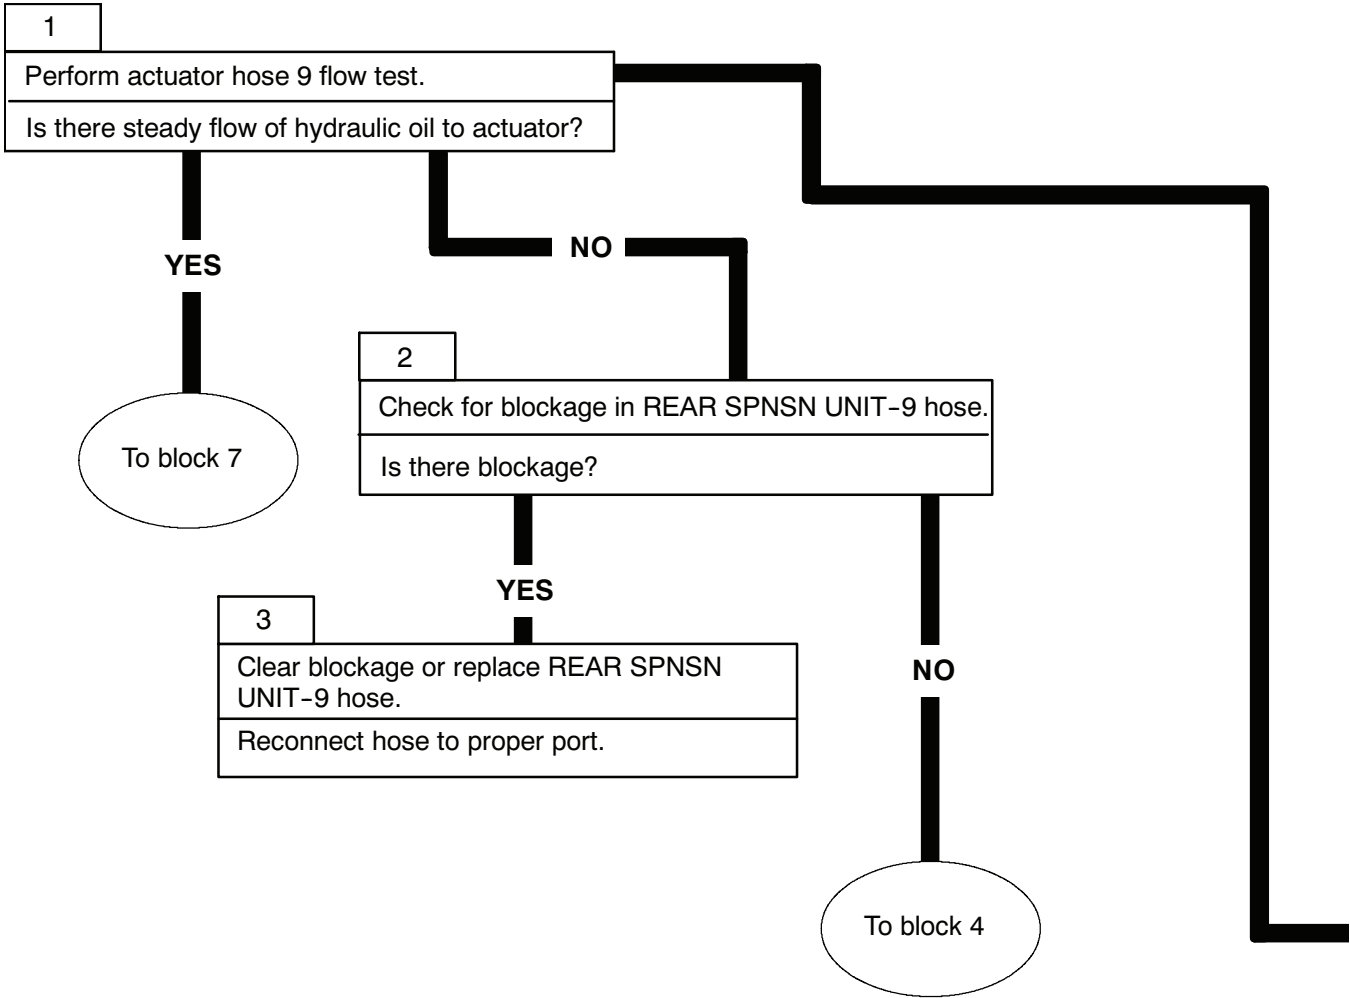 1
Perform actuator hose 9 flow test.
Is there steady flow of hydraulic oil to actuator?
YES
NO
To block 7
2
Check for blockage in REAR SPNSN UNIT-9 hose.
Is there blockage?
YES
NO
3
Clear blockage or replace REAR SPNSN
UNIT-9 hose.
Reconnect hose to proper port.
To block 4